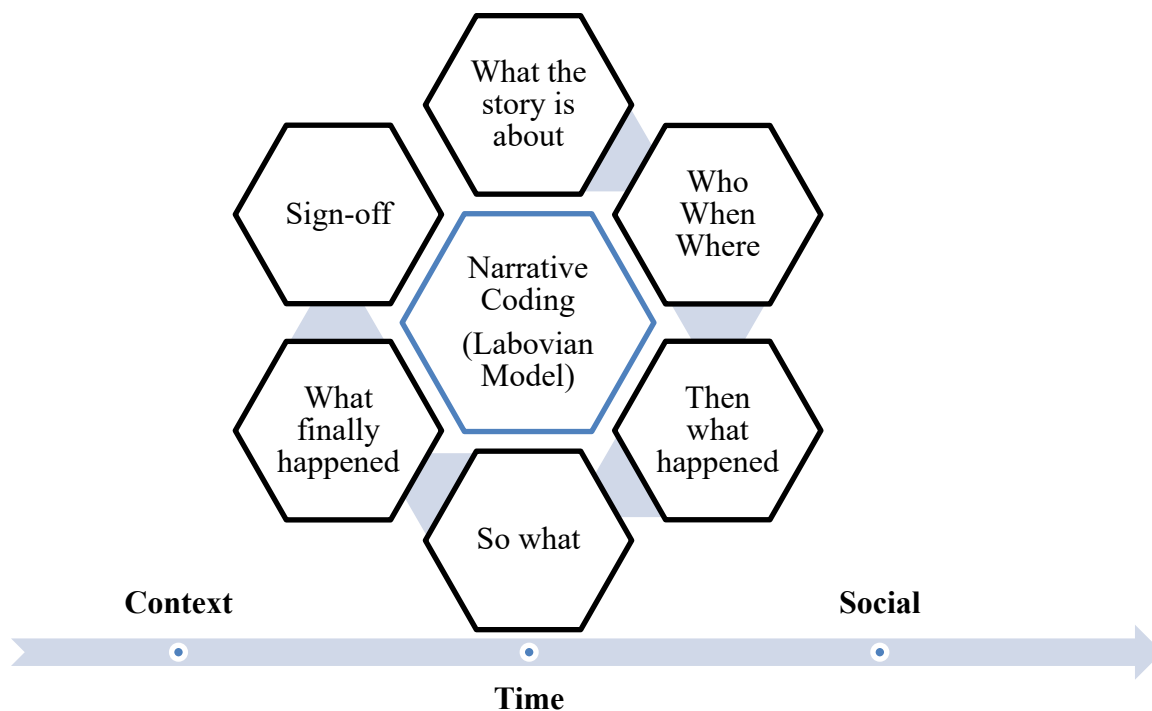 What the
story is
about
Who
When
Where
Then
what
happened
So what
What
finally
happened
Sign-off
Narrative
Coding
(Labovian
Model)
Context
Time
Social